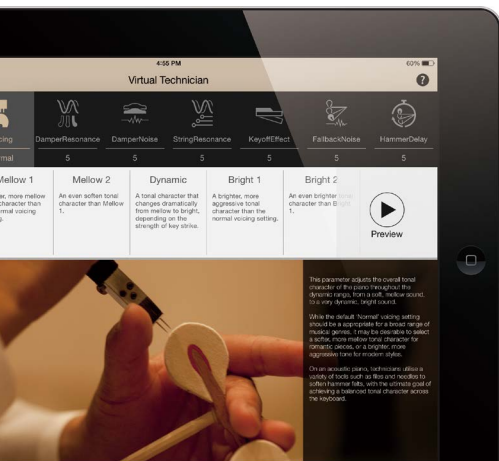 4:55 PM
60%
Virtual Technician
?
DamperResonance DamperNoise StringResonance KeyoffEffect FallbackNoise HammerDelay
5 5 5 5 5 5
Mellow 2 Dynamic Bright 1 Bright 2
An even soften tonal
character than Mellow
1.
A tonal character that
changes dramatically
from mellow to bright,
depending on the
strength of key strike.
A brighter, more
aggressive tonal
character than the
normal voicing setting.
An even brighter
character than Bright
1.
Preview
This parameter adjusts the overall tonal
character of the piano throughout the
dynamic range, from a soft, mellow sound,
to a very dynamic, bright sound.
While the default 'Normal' voicing setting
should be a appropriate for a broad range of
musical genres, it may be desirable to select
a softer, more mellow tonal character for
romantic pieces, or a brighter, more
aggressive tone for modern styles.
On an acoustic piano, technicians utilise a
variety of tools such as files and needles to
soften hammer felts, with the ultimate goal of
achieving a balanced tonal character across
the keyboard.